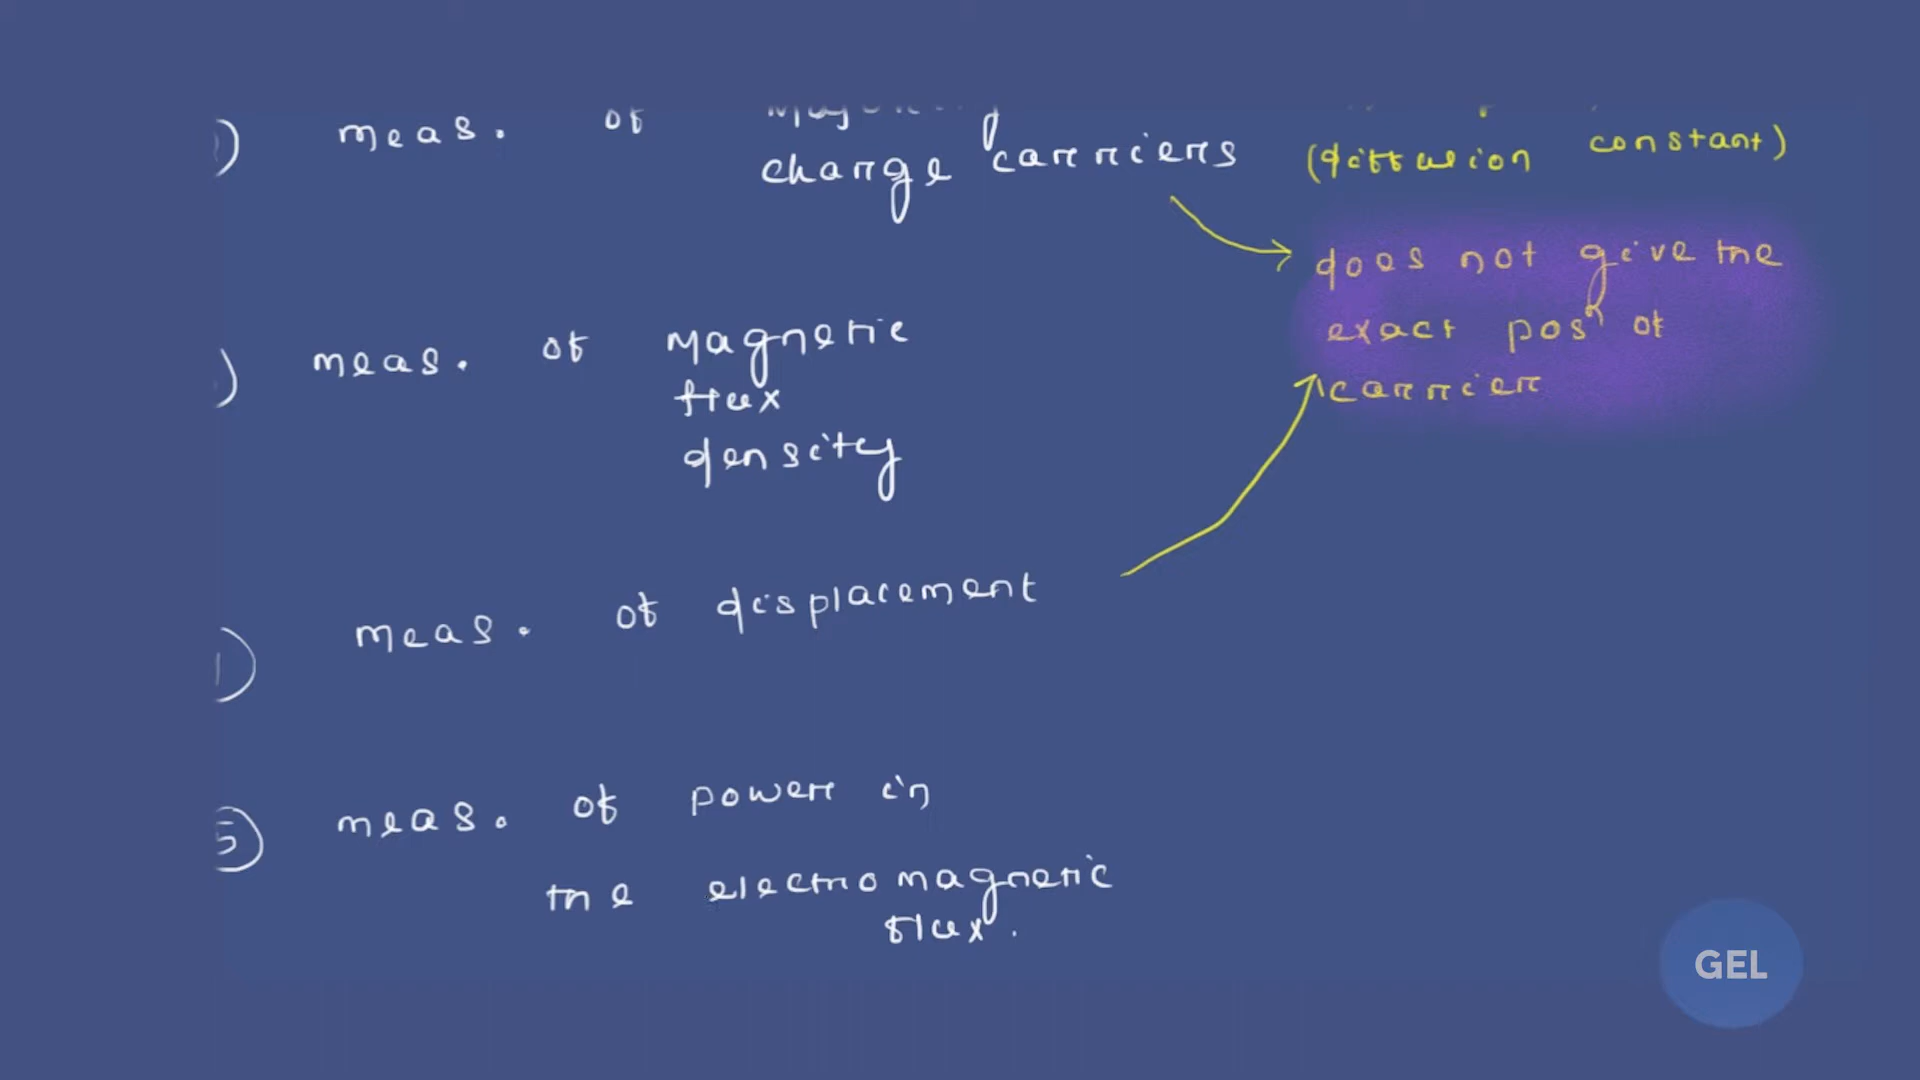 ) meas. of
charge carriers
(diffusion constant)
does not give the
exact posⁿ of
carrier
) meas. of magnetic
flux
density
) meas. of displacement
5) meas. of power in
the electromagnetic
flux.
GEL